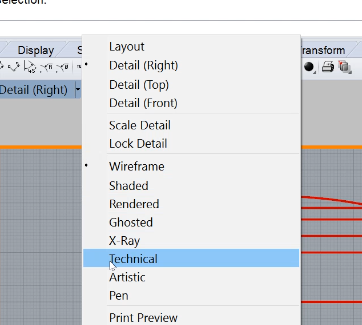 selection.
Display
ransform
Detail (Right)
Layout
Detail (Right)
Detail (Top)
Detail (Front)
Scale Detail
Lock Detail
Wireframe
Shaded
Rendered
Ghosted
X-Ray
Technical
Artistic
Pen
Print Preview